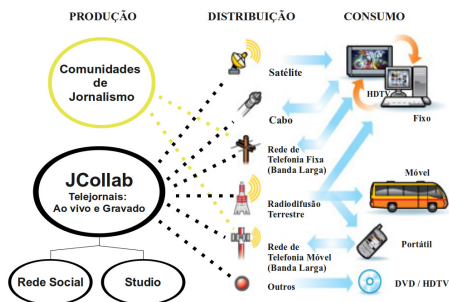 PRODUÇÃO
DISTRIBUIÇÃO
CONSUMO
Comunidades
de
Jornalismo
JCollab
Telejornais:
Ao vivo e Gravado
Rede Social
Studio
Satélite
Cabo
Rede de
Telefonia Fixa
(Banda Larga)
Radiodifusão
Terrestre
Rede de
Telefonia Móvel
(Banda Larga)
Outros
HDTV
Fixo
Móvel
Portátil
DVD / HDTV